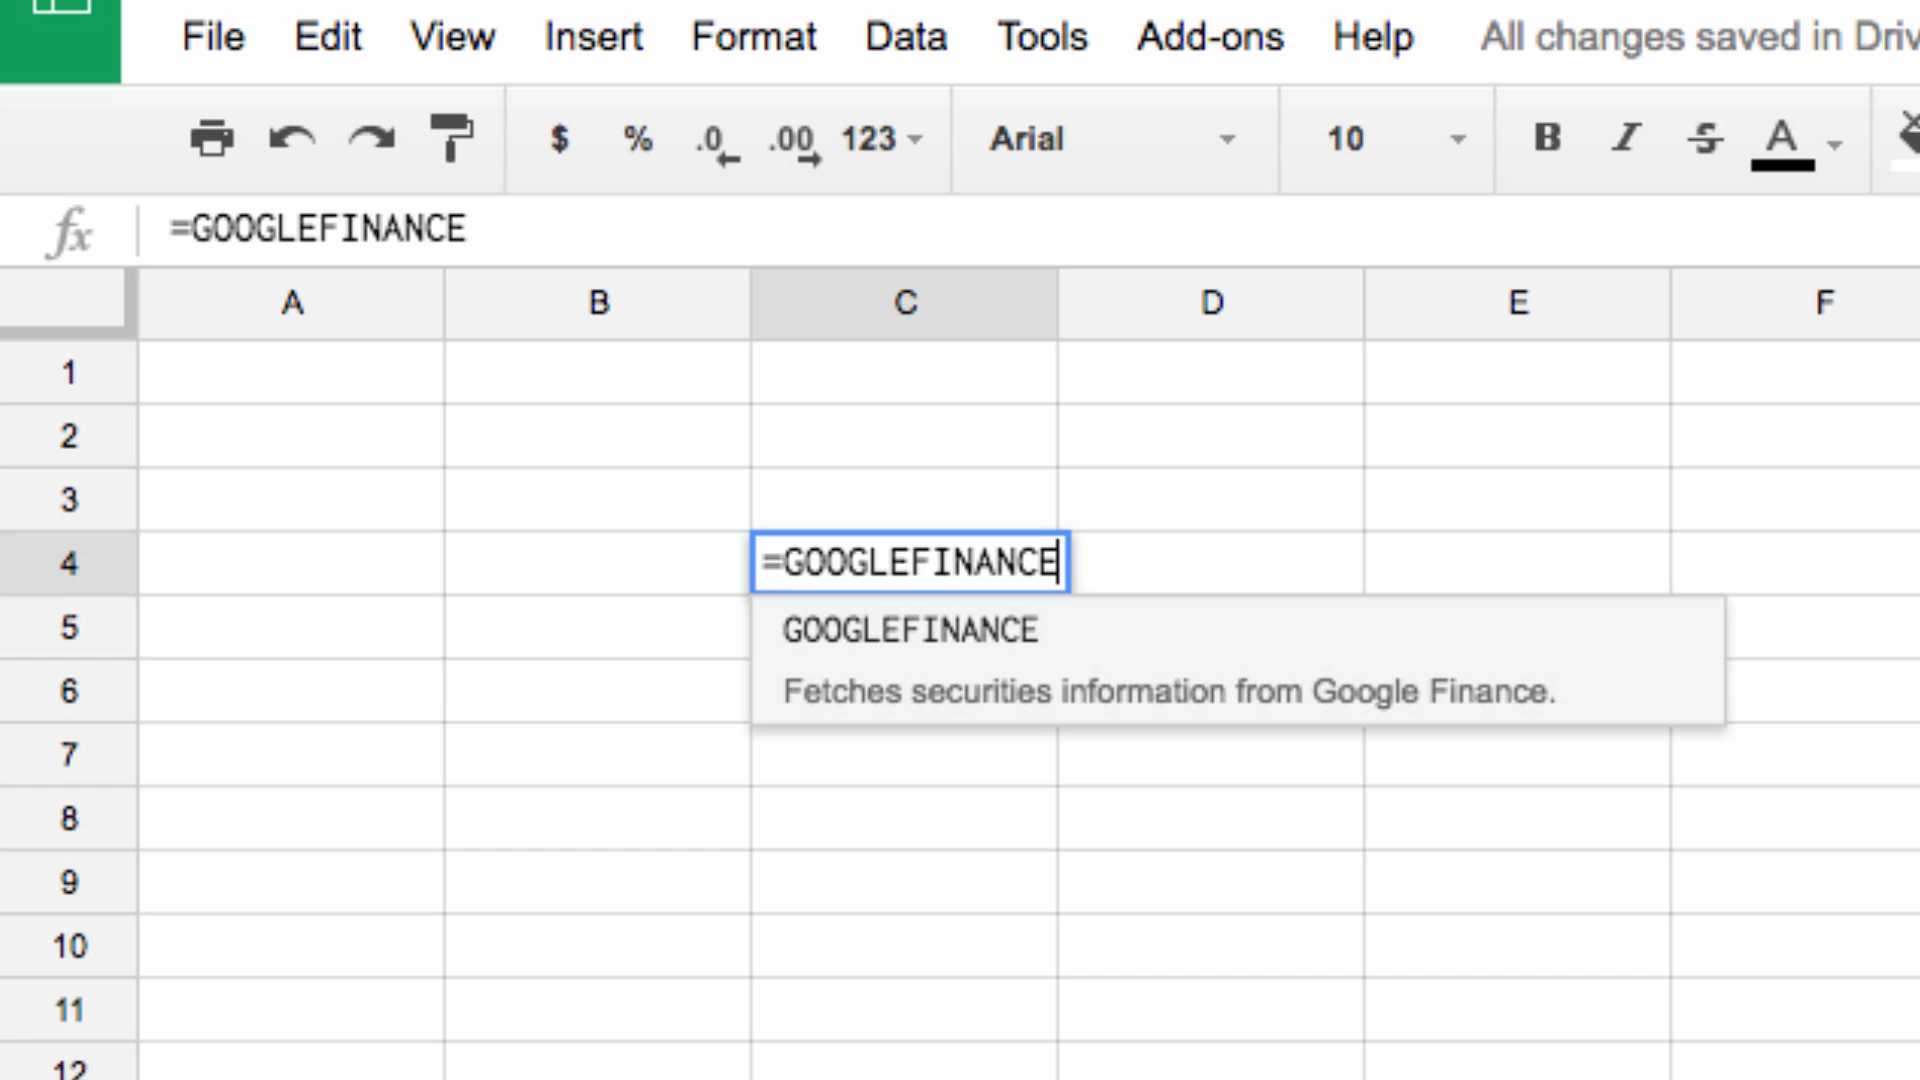 File Edit View Insert Format Data Tools Add-ons Help All changes saved in Driv
$ % .0 .00 123 Arial 10 B I S A
fx =GOOGLEFINANCE
A B C D E F
1
2
3
4 =GOOGLEFINANCE
5 GOOGLEFINANCE
6 Fetches securities information from Google Finance.
7
8
9
10
11
12